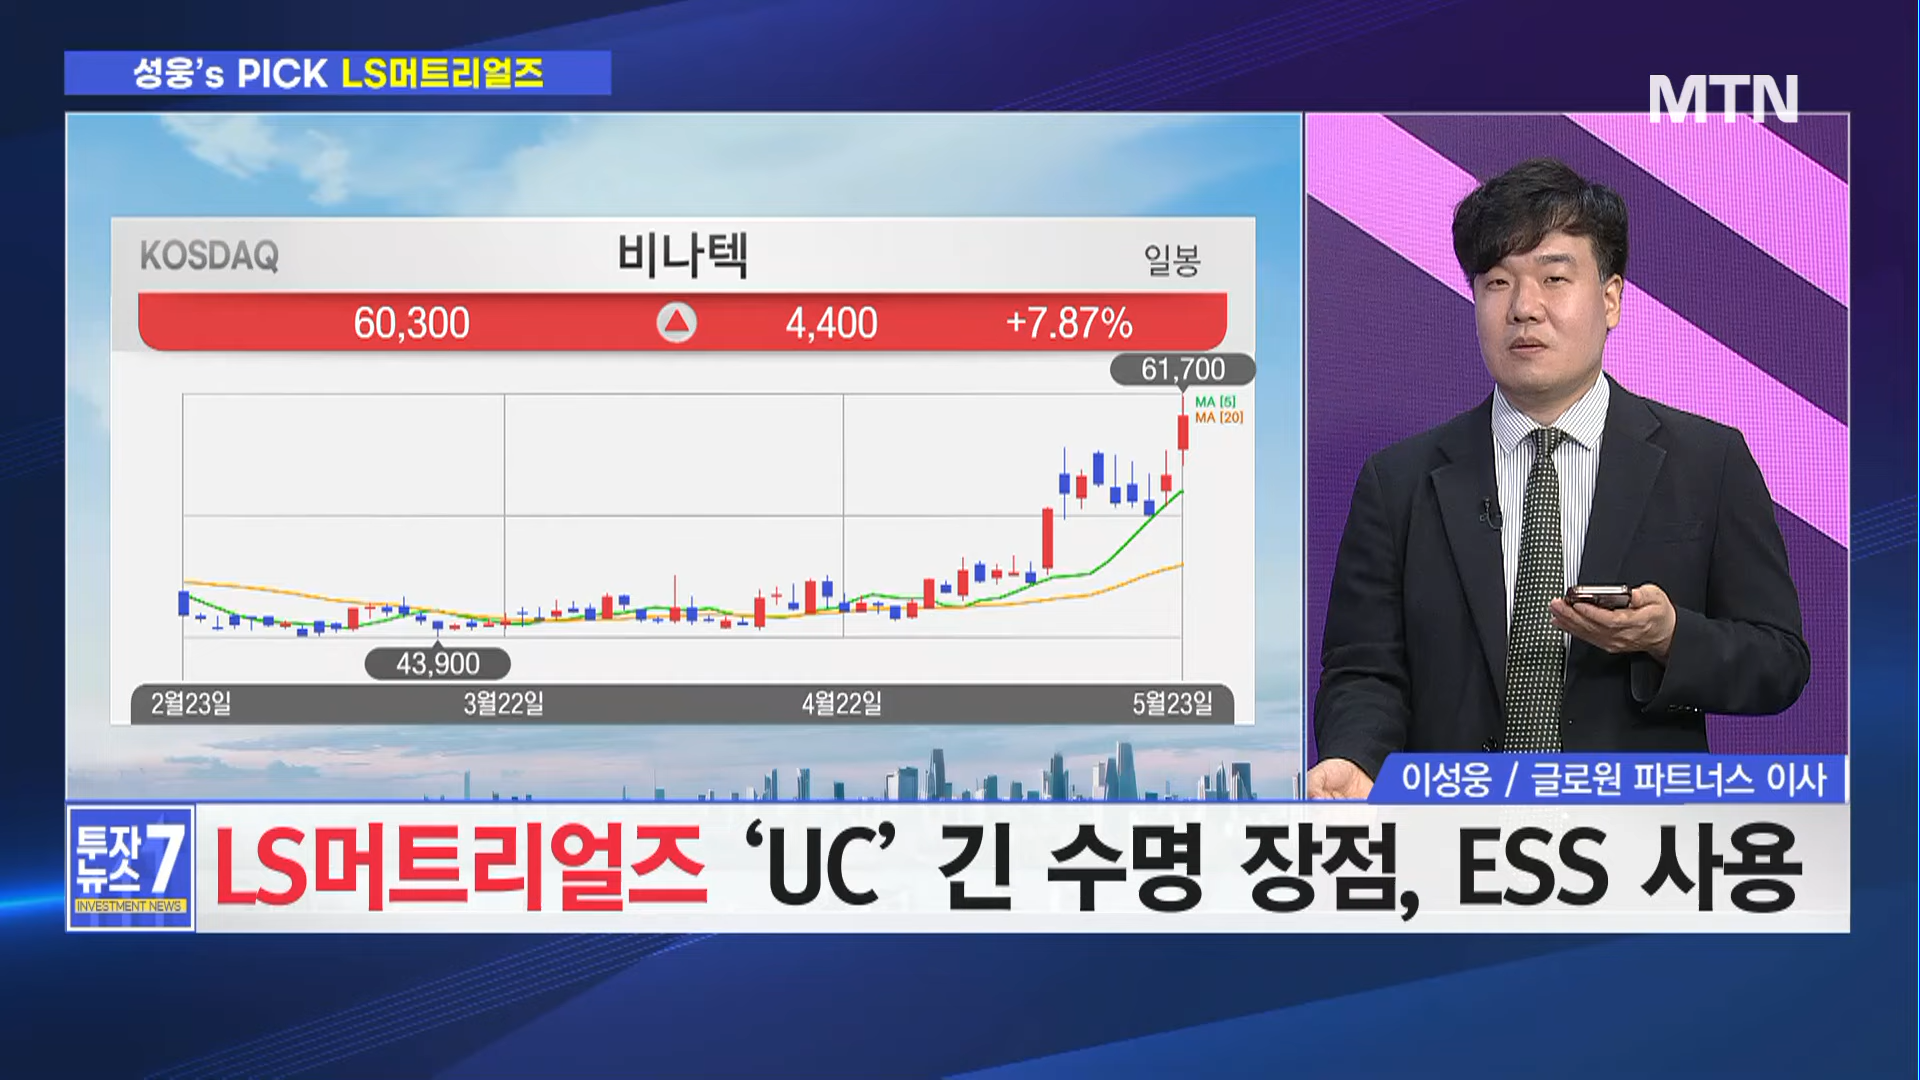 성웅's PICK LS머트리얼즈
MTN
KOSDAQ 비나텍 일봉
60,300 4,400 +7.87%
61,700
MA [5]
MA [20]
43,900
2월23일 3월22일 4월22일 5월23일
이성웅 / 글로원 파트너스 이사
투자
뉴스7
INVESTMENT NEWS
LS머트리얼즈 ‘UC’ 긴 수명 장점, ESS 사용